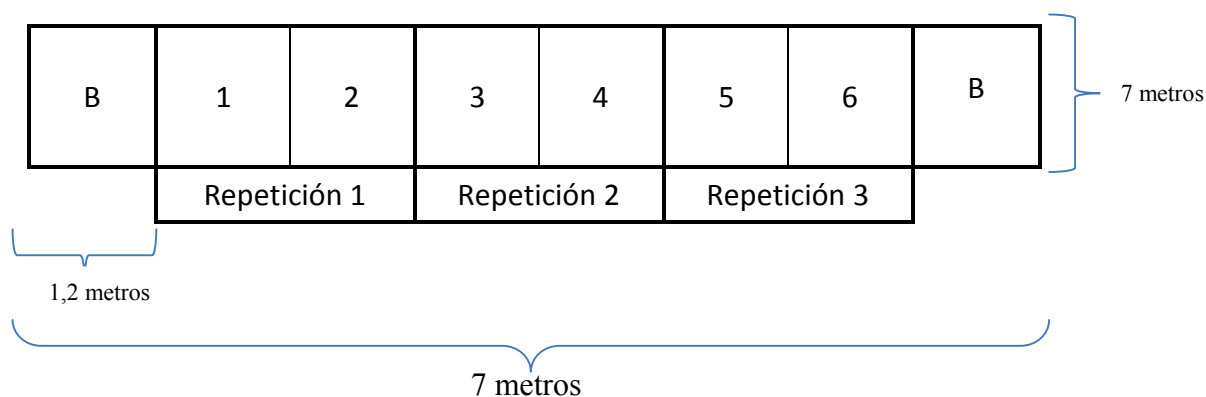 B 1 2 3 4 5 6 B
7 metros
Repetición 1 Repetición 2 Repetición 3
1,2 metros
7 metros